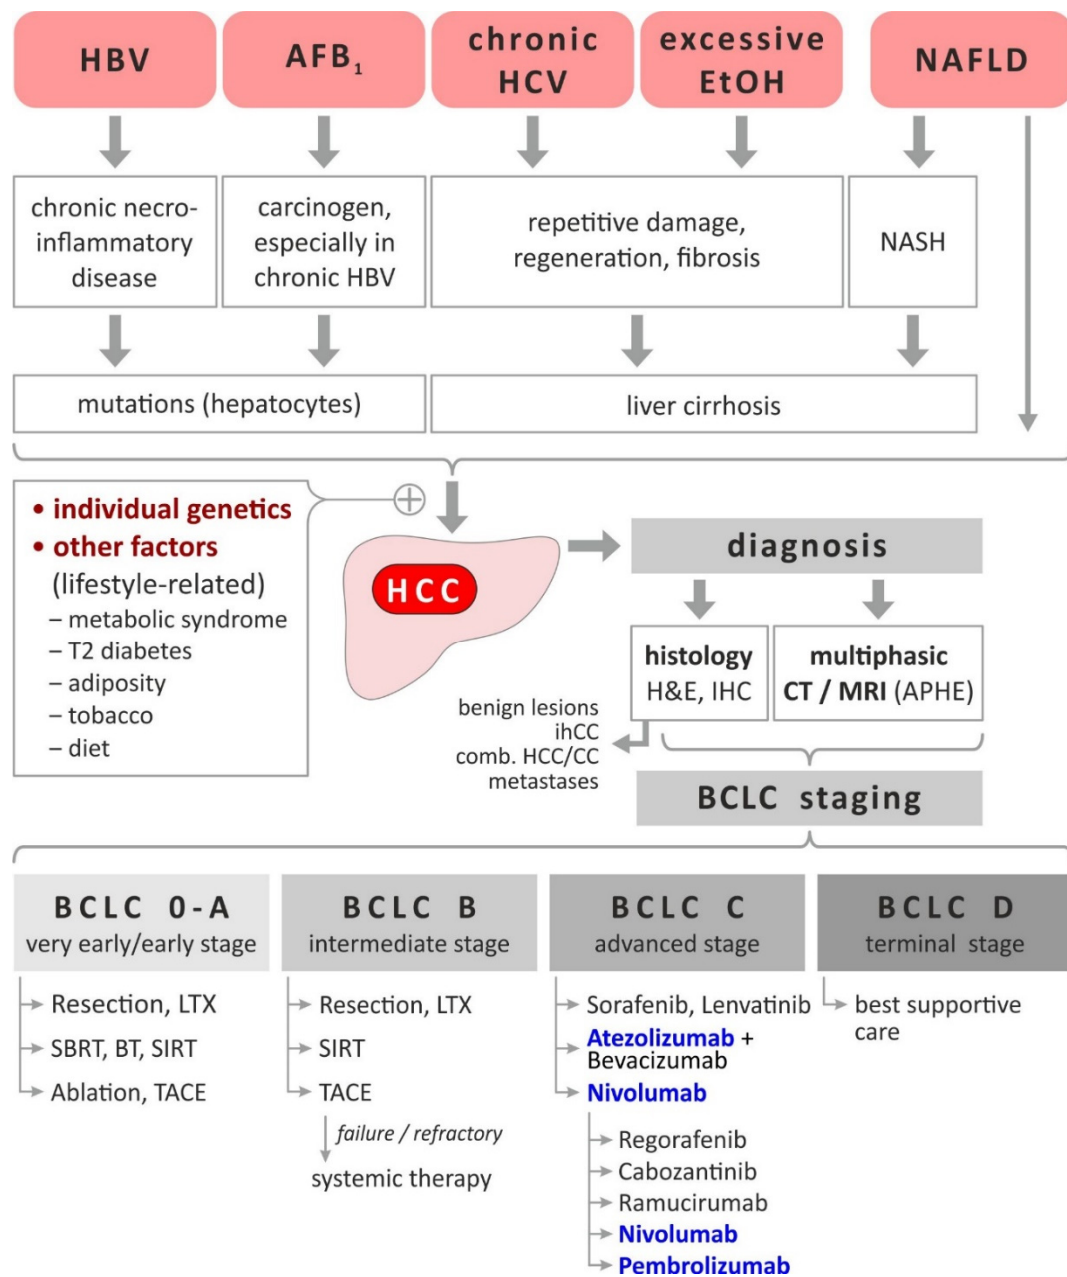 HBV
AFB₁
chronic
HCV
excessive
EtOH
NAFLD
chronic necro-
inflammatory
disease
carcinogen,
especially in
chronic HBV
repetitive damage,
regeneration, fibrosis
NASH
mutations (hepatocytes)
liver cirrhosis
• individual genetics
• other factors
(lifestyle-related)
– metabolic syndrome
– T2 diabetes
– adiposity
– tobacco
– diet
HCC
diagnosis
histology
H&E, IHC
multiphasic
CT / MRI (APHE)
benign lesions
ihCC
comb. HCC/CC
metastases
BCLC staging
BCLC 0-A
very early/early stage
Resection, LTX
SBRT, BT, SIRT
Ablation, TACE
BCLC B
intermediate stage
Resection, LTX
SIRT
TACE
failure / refractory
systemic therapy
BCLC C
advanced stage
Sorafenib, Lenvatinib
Atezolizumab +
Bevacizumab
Nivolumab
Regorafenib
Cabozantinib
Ramucirumab
Nivolumab
Pembrolizumab
BCLC D
terminal stage
best supportive
care